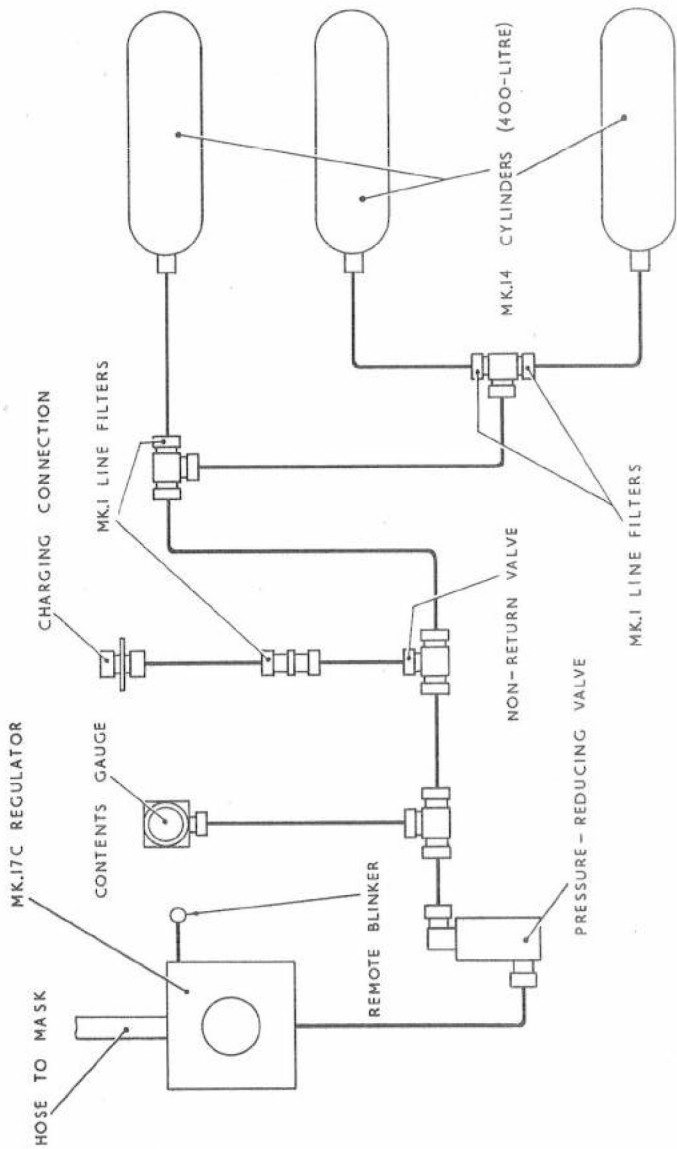 HOSE TO MASK
MK.17C REGULATOR
CONTENTS GAUGE
CHARGING CONNECTION
MK.1 LINE FILTERS
REMOTE BLINKER
PRESSURE-REDUCING VALVE
NON-RETURN VALVE
MK.1 LINE FILTERS
MK.14 CYLINDERS (400-LITRE)